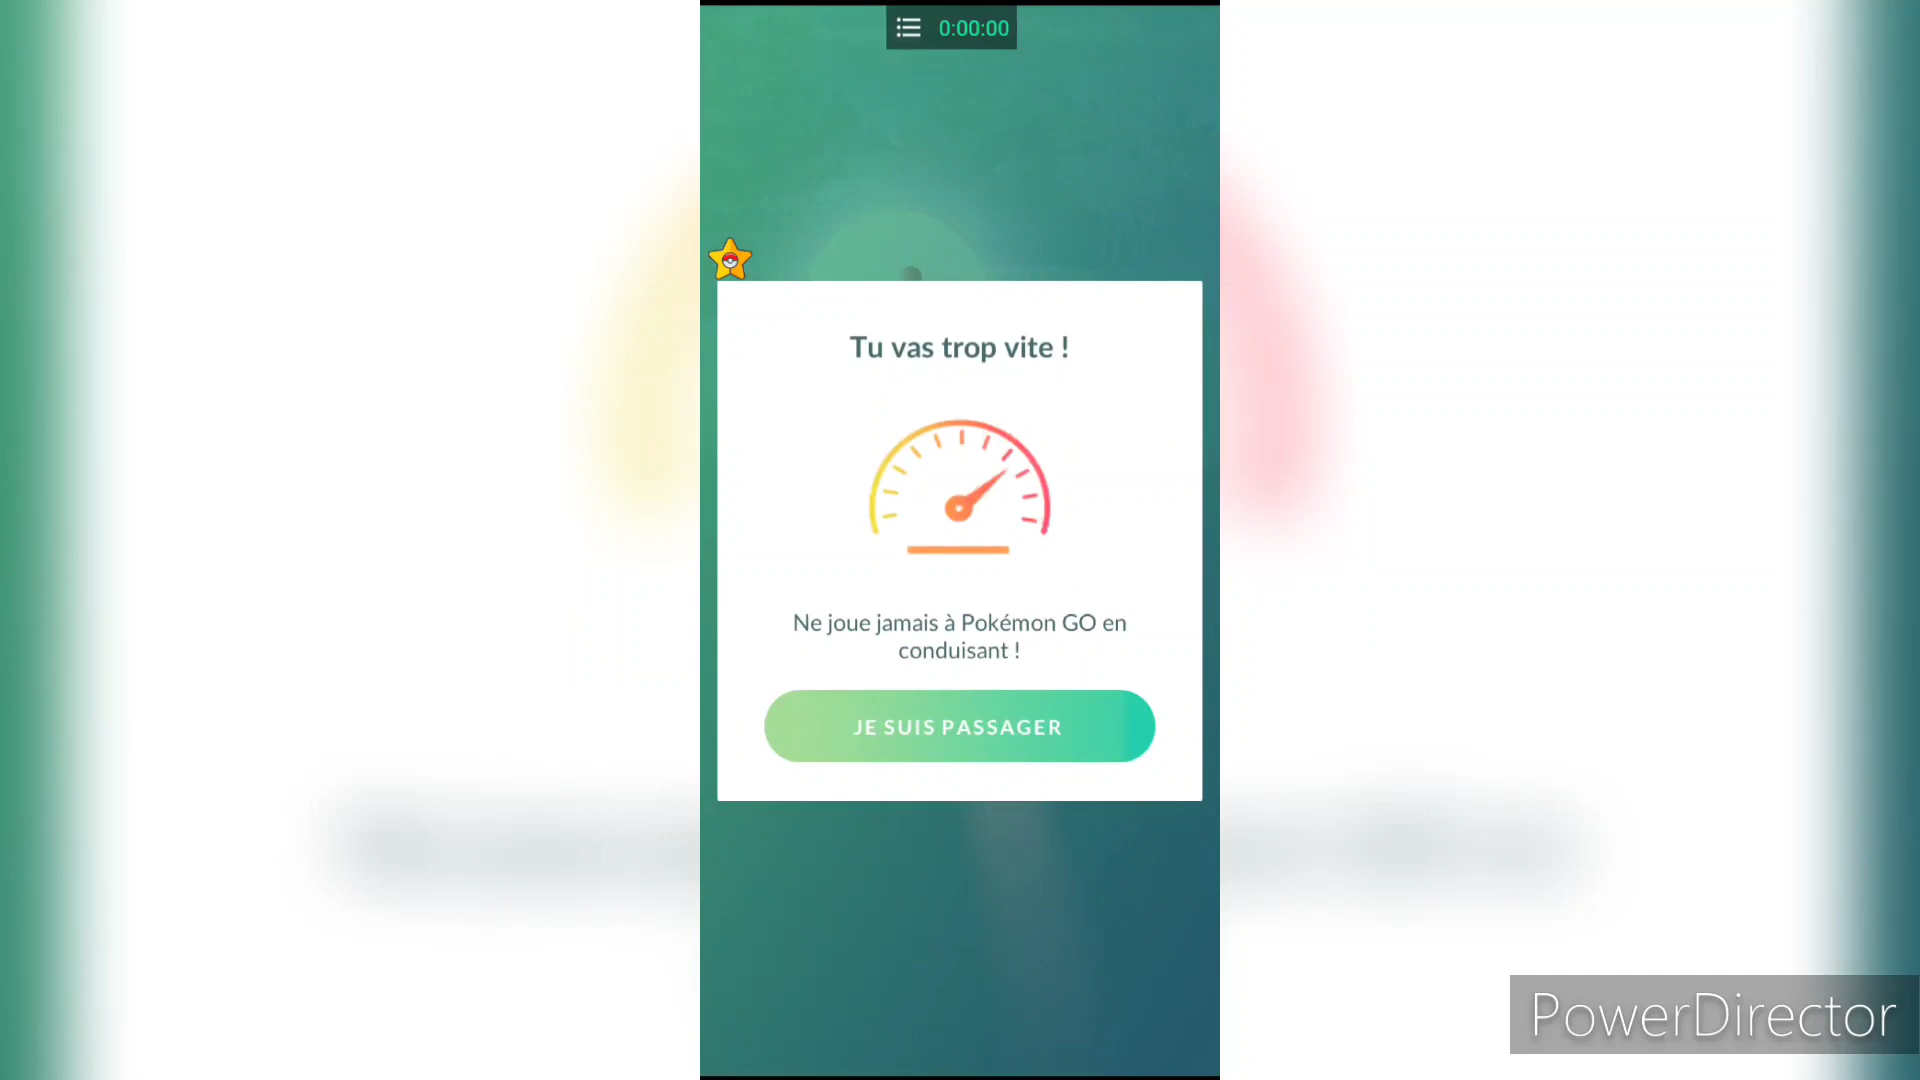 0:00:00
Tu vas trop vite !
Ne joue jamais à Pokémon GO en
conduisant !
JE SUIS PASSAGER
PowerDirector